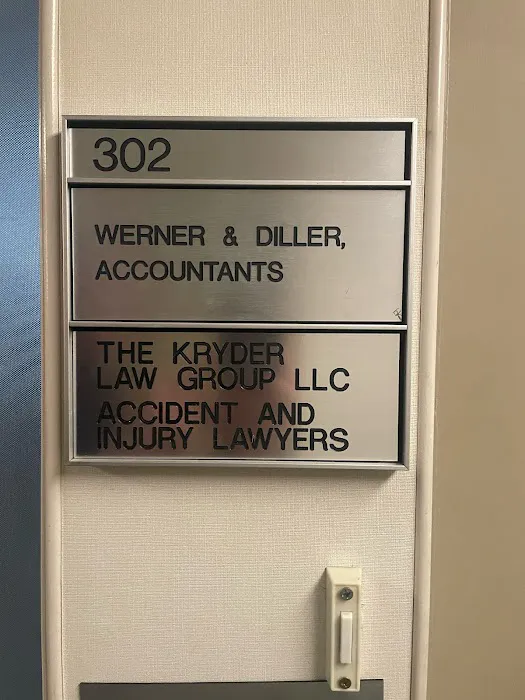 302
WERNER & DILLER,
ACCOUNTANTS
THE KRYDER
LAW GROUP LLC
ACCIDENT AND
INJURY LAWYERS